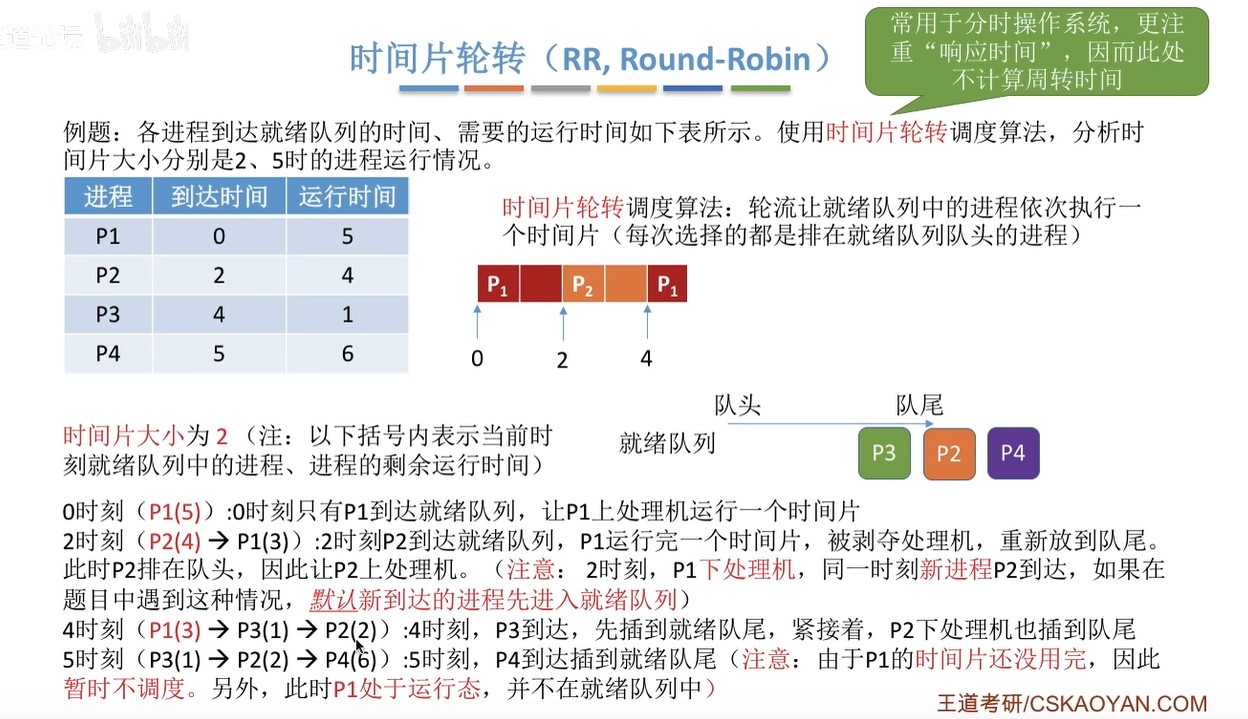 bilibili
常用于分时操作系统，更注
重“响应时间”，因而此处
不计算周转时间
时间片轮转（RR, Round-Robin）
例题：各进程到达就绪队列的时间、需要的运行时间如下表所示。使用时间片轮转调度算法，分析时
间片大小分别是2、5时的进程运行情况。
进程 到达时间 运行时间
P1 0 5
P2 2 4
P3 4 1
P4 5 6
时间片轮转调度算法：轮流让就绪队列中的进程依次执行一
个时间片（每次选择的都是排在就绪队列队头的进程）
P1 P2 P1
0 2 4
队头 队尾
就绪队列 P3 P2 P4
时间片大小为 2（注：以下括号内表示当前时
刻就绪队列中的进程、进程的剩余运行时间）
0时刻（P1(5)）:0时刻只有P1到达就绪队列，让P1上处理机运行一个时间片
2时刻（P2(4) → P1(3)）:2时刻P2到达就绪队列，P1运行完一个时间片，被剥夺处理机，重新放到队尾。
此时P2排在队头，因此让P2上处理机。（注意： 2时刻，P1下处理机，同一时刻新进程P2到达，如果在
题目中遇到这种情况，默认新到达的进程先进入就绪队列）
4时刻（P1(3) → P3(1) → P2(2)）:4时刻，P3到达，先插到就绪队尾，紧接着，P2下处理机也插到队尾
5时刻（P3(1) → P2(2) → P4(6)）:5时刻，P4到达插到就绪队尾（注意：由于P1的时间片还没用完，因此
暂时不调度。另外，此时P1处于运行态，并不在就绪队列中）
王道考研/CSKAOYAN.COM